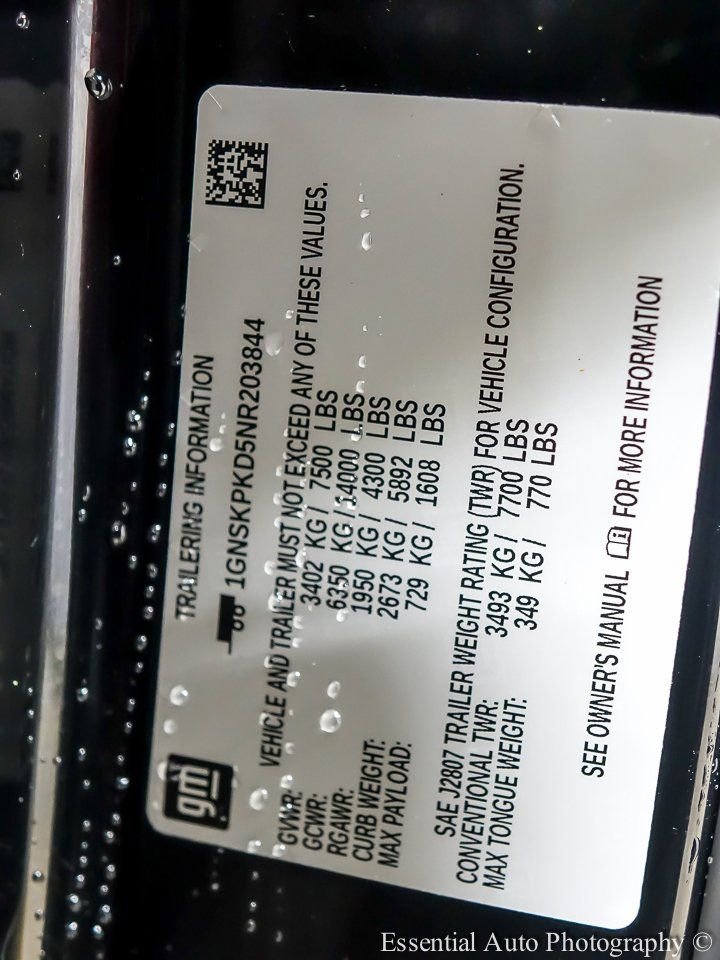 gm
TRAILERING INFORMATION
1GNSKPKD5NR203844
VEHICLE AND TRAILER MUST NOT EXCEED ANY OF THESE VALUES.
GVWR: 3402 KG / 7500 LBS
GCWR: 6350 KG / 14000 LBS
RGAWR: 1950 KG / 4300 LBS
CURB WEIGHT: 2673 KG / 5892 LBS
MAX PAYLOAD: 729 KG / 1608 LBS
SAE J2807 TRAILER WEIGHT RATING (TWR) FOR VEHICLE CONFIGURATION.
CONVENTIONAL TWR: 3493 KG / 7700 LBS
MAX TONGUE WEIGHT: 349 KG / 770 LBS
SEE OWNER'S MANUAL FOR MORE INFORMATION
Essential Auto Photography ©